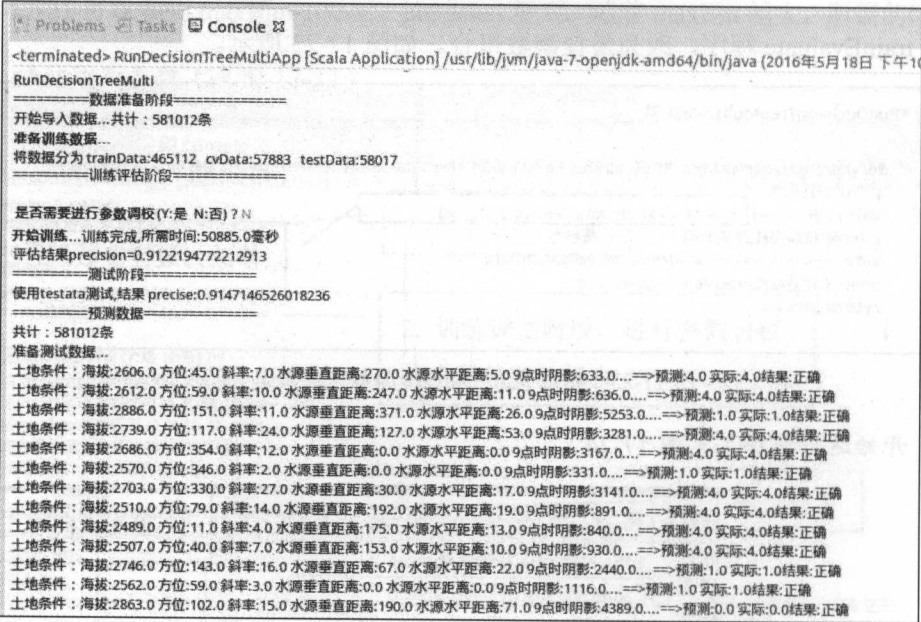 Problems Tasks Console
<terminated> RunDecisionTreeMultiApp [Scala Application] /usr/lib/jvm/java-7-openjdk-amd64/bin/java (2016年5月18日 下午10
RunDecisionTreeMulti
==========数据准备阶段===============
开始导入数据...共计：581012条
准备训练数据...
将数据分为 trainData:465112 cvData:57883 testData:58017
==========训练评估阶段===============
是否需要进行参数调校(Y:是 N:否)？N
开始训练...训练完成,所需时间:50885.0毫秒
评估结果precision=0.9122194772212913
==========测试阶段===============
使用testata测试,结果 precise:0.9147146526018236
==========预测数据===============
共计：581012条
准备测试数据...
土地条件：海拔:2606.0 方位:45.0 斜率:7.0 水源垂直距离:270.0 水源水平距离:5.0 9点时阴影:633.0....==>预测:4.0 实际:4.0结果:正确
土地条件：海拔:2612.0 方位:59.0 斜率:10.0 水源垂直距离:247.0 水源水平距离:11.0 9点时阴影:636.0....==>预测:4.0 实际:4.0结果:正确
土地条件：海拔:2886.0 方位:151.0 斜率:11.0 水源垂直距离:371.0 水源水平距离:26.0 9点时阴影:5253.0....==>预测:1.0 实际:1.0结果:正确
土地条件：海拔:2739.0 方位:117.0 斜率:24.0 水源垂直距离:127.0 水源水平距离:53.0 9点时阴影:3281.0....==>预测:4.0 实际:4.0结果:正确
土地条件：海拔:2686.0 方位:354.0 斜率:12.0 水源垂直距离:0.0 水源水平距离:0.0 9点时阴影:3167.0....==>预测:4.0 实际:4.0结果:正确
土地条件：海拔:2570.0 方位:346.0 斜率:2.0 水源垂直距离:0.0 水源水平距离:0.0 9点时阴影:331.0....==>预测:1.0 实际:1.0结果:正确
土地条件：海拔:2703.0 方位:330.0 斜率:27.0 水源垂直距离:30.0 水源水平距离:17.0 9点时阴影:3141.0....==>预测:4.0 实际:4.0结果:正确
土地条件：海拔:2510.0 方位:79.0 斜率:14.0 水源垂直距离:192.0 水源水平距离:19.0 9点时阴影:891.0....==>预测:4.0 实际:4.0结果:正确
土地条件：海拔:2489.0 方位:11.0 斜率:4.0 水源垂直距离:175.0 水源水平距离:13.0 9点时阴影:840.0....==>预测:4.0 实际:4.0结果:正确
土地条件：海拔:2507.0 方位:40.0 斜率:7.0 水源垂直距离:153.0 水源水平距离:10.0 9点时阴影:930.0....==>预测:4.0 实际:4.0结果:正确
土地条件：海拔:2746.0 方位:143.0 斜率:16.0 水源垂直距离:67.0 水源水平距离:22.0 9点时阴影:2440.0....==>预测:1.0 实际:1.0结果:正确
土地条件：海拔:2562.0 方位:59.0 斜率:3.0 水源垂直距离:0.0 水源水平距离:0.0 9点时阴影:1116.0....==>预测:1.0 实际:1.0结果:正确
土地条件：海拔:2863.0 方位:102.0 斜率:15.0 水源垂直距离:190.0 水源水平距离:71.0 9点时阴影:4389.0....==>预测:0.0 实际:0.0结果:正确